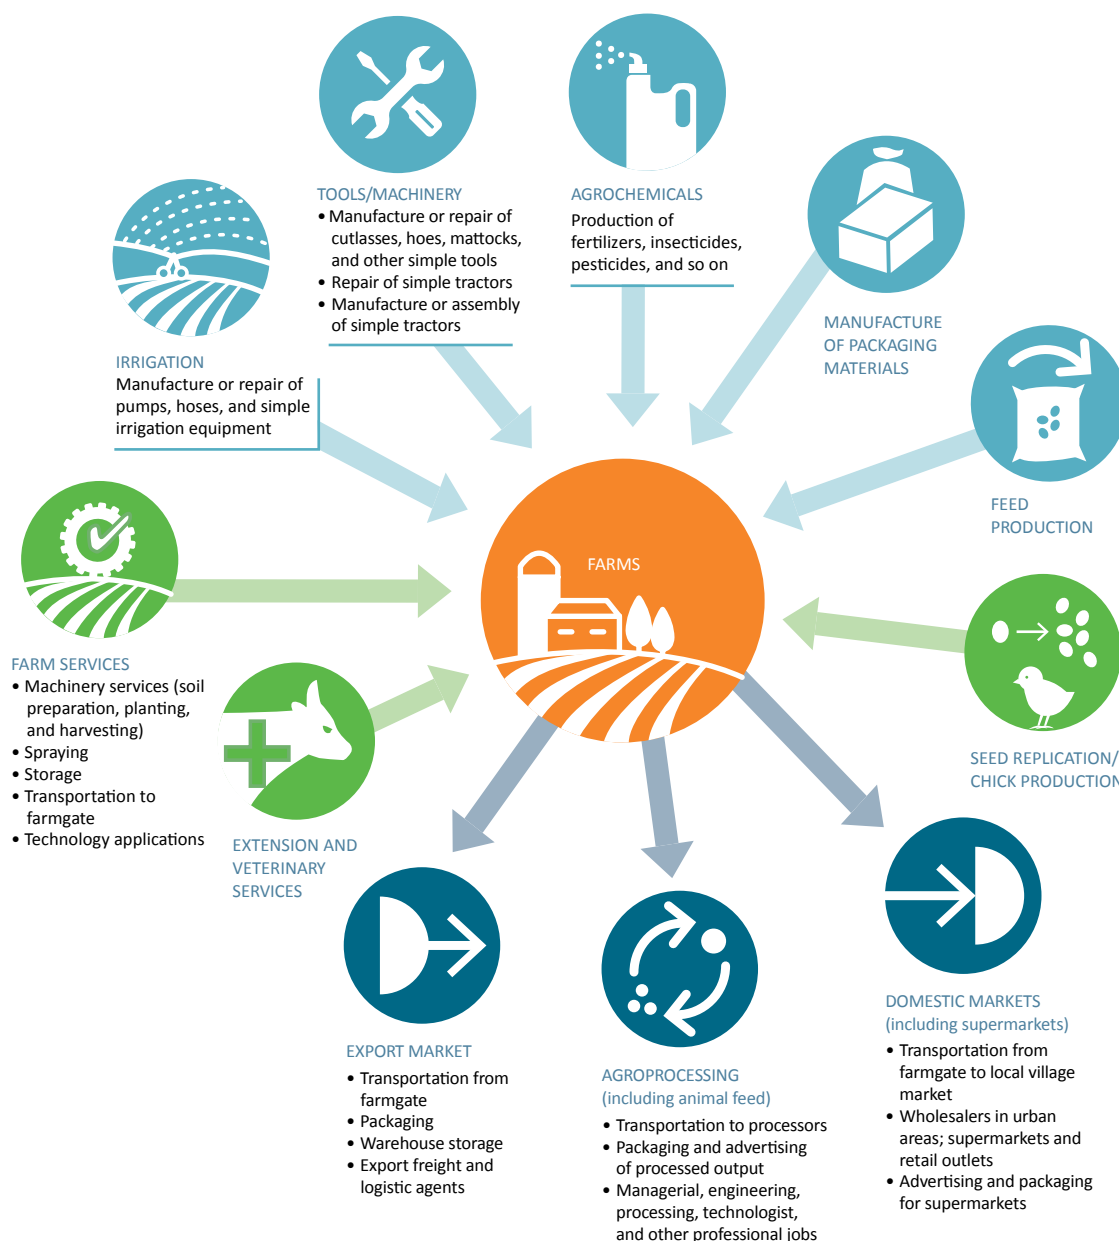 TOOLS/MACHINERY
• Manufacture or repair of
cutlasses, hoes, mattocks,
and other simple tools
• Repair of simple tractors
• Manufacture or assembly
of simple tractors
AGROCHEMICALS
Production of
fertilizers, insecticides,
pesticides, and so on
MANUFACTURE
OF PACKAGING
MATERIALS
IRRIGATION
Manufacture or repair of
pumps, hoses, and simple
irrigation equipment
FEED
PRODUCTION
FARMS
FARM SERVICES
• Machinery services (soil
preparation, planting,
and harvesting)
• Spraying
• Storage
• Transportation to
farmgate
• Technology applications
SEED REPLICATION/
CHICK PRODUCTION
EXTENSION AND
VETERINARY
SERVICES
EXPORT MARKET
• Transportation from
farmgate
• Packaging
• Warehouse storage
• Export freight and
logistic agents
AGROPROCESSING
(including animal feed)
• Transportation to processors
• Packaging and advertising
of processed output
• Managerial, engineering,
processing, technologist,
and other professional jobs
DOMESTIC MARKETS
(including supermarkets)
• Transportation from
farmgate to local village
market
• Wholesalers in urban
areas; supermarkets and
retail outlets
• Advertising and packaging
for supermarkets